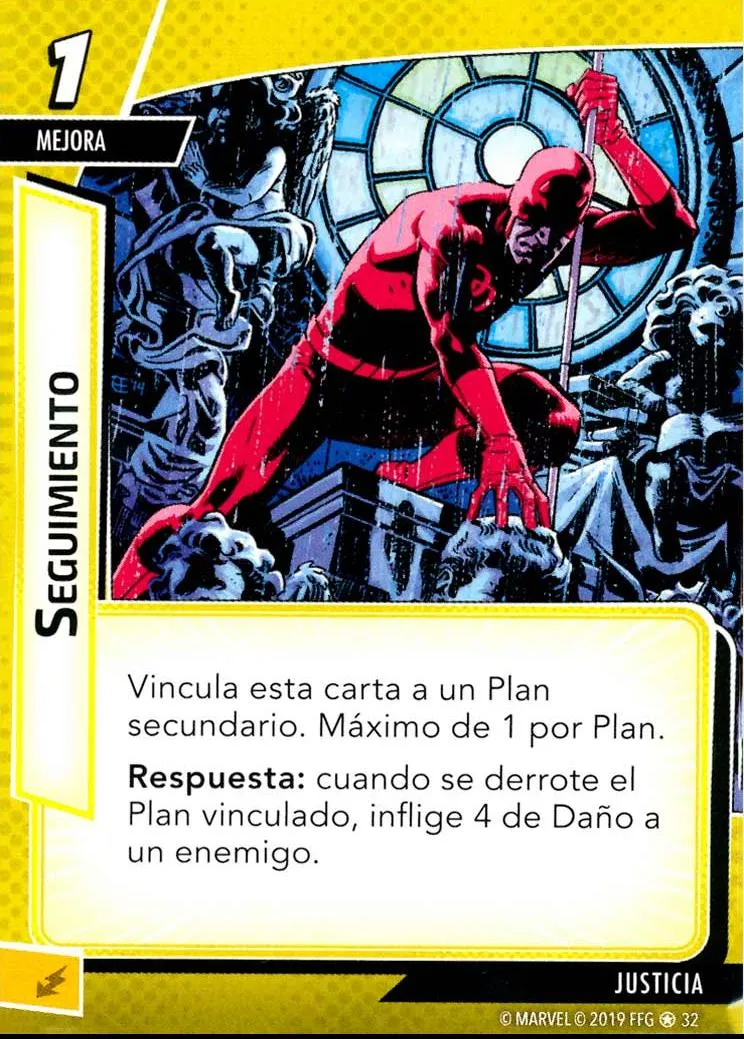 1
MEJORA
SEGUIMIENTO
Vincula esta carta a un Plan
secundario. Máximo de 1 por Plan.
Respuesta: cuando se derrote el
Plan vinculado, inflige 4 de Daño a
un enemigo.
JUSTICIA
© MARVEL © 2019 FFG 32